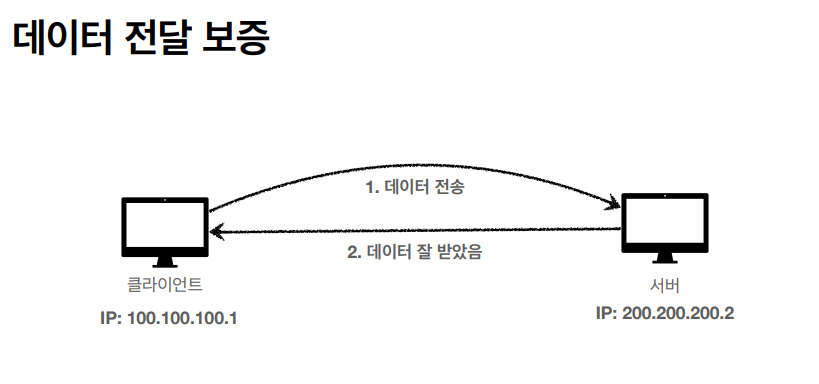 데이터 전달 보증
1. 데이터 전송
2. 데이터 잘 받았음
클라이언트
IP: 100.100.100.1
서버
IP: 200.200.200.2